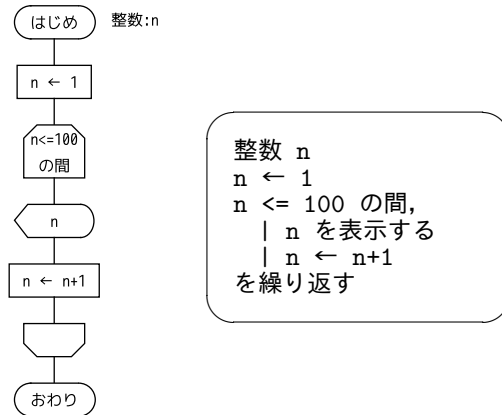 はじめ
整数:n
n ← 1
n<=100
の間
n
n ← n+1
おわり
整数 n
n ← 1
n <= 100 の間,
| n を表示する
| n ← n+1
を繰り返す